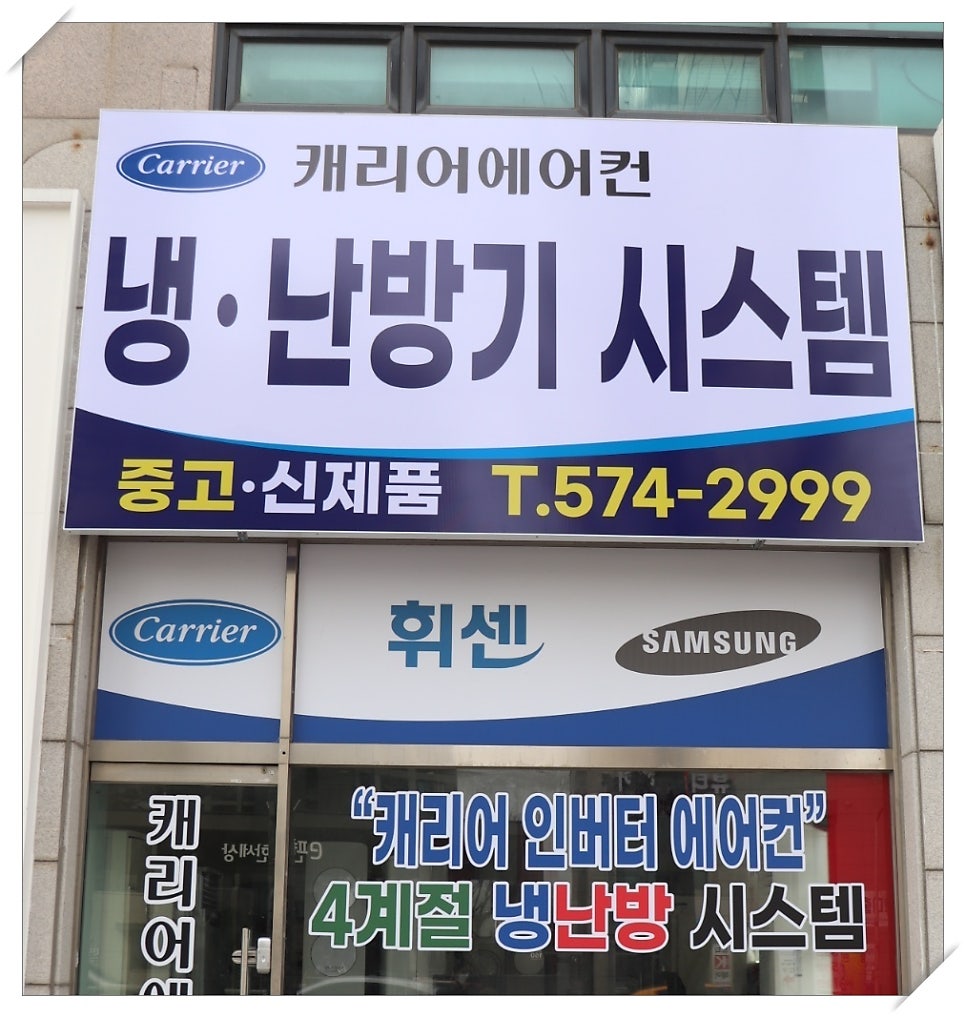 Carrier 캐리어에어컨
냉·난방기 시스템
중고·신제품 T.574-2999
Carrier 휘센 SAMSUNG
"캐리어 인버터 에어컨"
4계절 냉난방 시스템
캐리어에